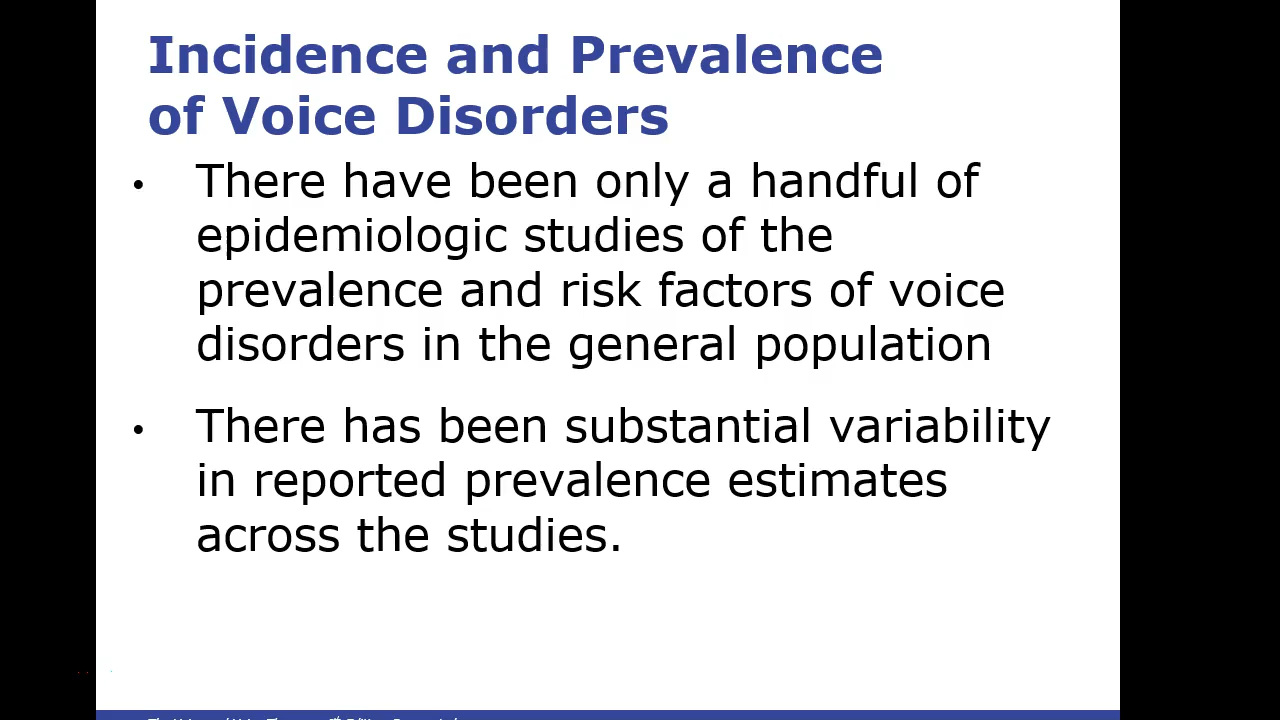 Incidence and Prevalence
of Voice Disorders
• There have been only a handful of
epidemiologic studies of the
prevalence and risk factors of voice
disorders in the general population
• There has been substantial variability
in reported prevalence estimates
across the studies.